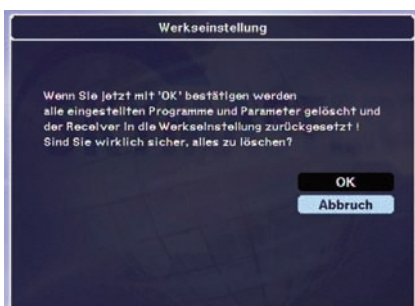 Werkseinstellung
Wenn Sie jetzt mit 'OK' bestätigen werden
alle eingestellten Programme und Parameter gelöscht und
der Receiver in die Werkseinstellung zurückgesetzt !
Sind Sie wirklich sicher, alles zu löschen?
OK
Abbruch